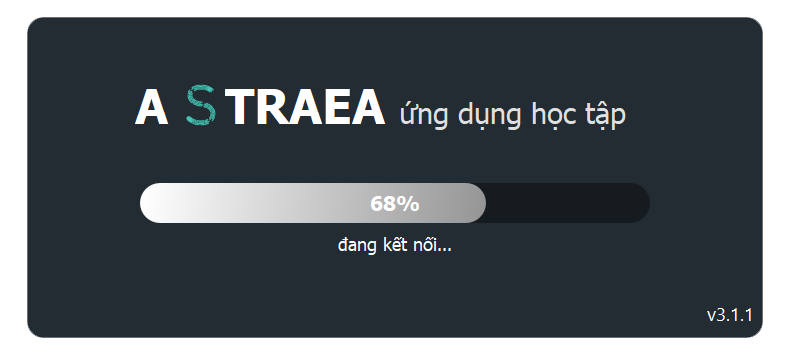 A S TRAEA ứng dụng học tập
68%
đang kết nối...
v3.1.1